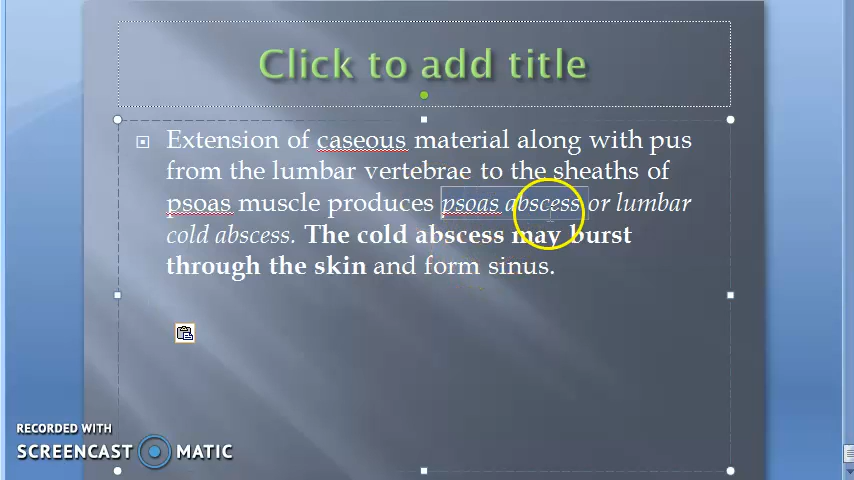 Click to add title
Extension of caseous material along with pus
from the lumbar vertebrae to the sheaths of
psoas muscle produces psoas abscess or lumbar
cold abscess. The cold abscess may burst
through the skin and form sinus.
RECORDED WITH
SCREENCAST MATIC